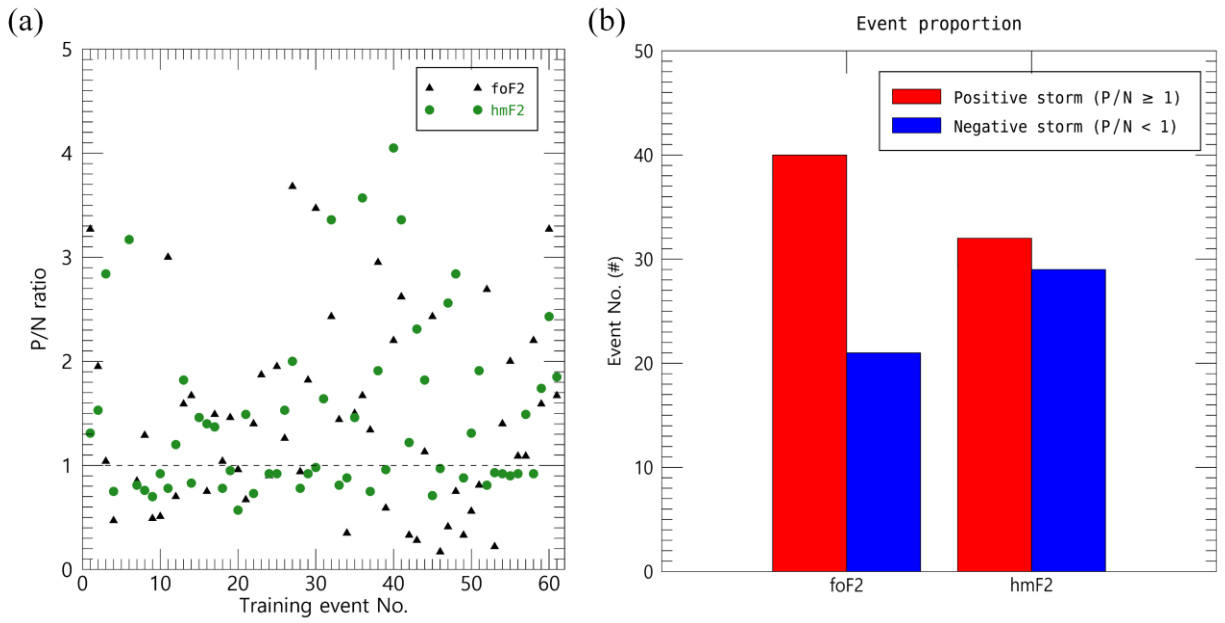 (a)
5
4
3
2
1
0
P/N ratio
foF2
hmF2
0 10 20 30 40 50 60
Training event No.
(b)
Event proportion
50
40
30
20
10
0
Event No. (#)
Positive storm (P/N ≥ 1)
Negative storm (P/N < 1)
foF2 hmF2